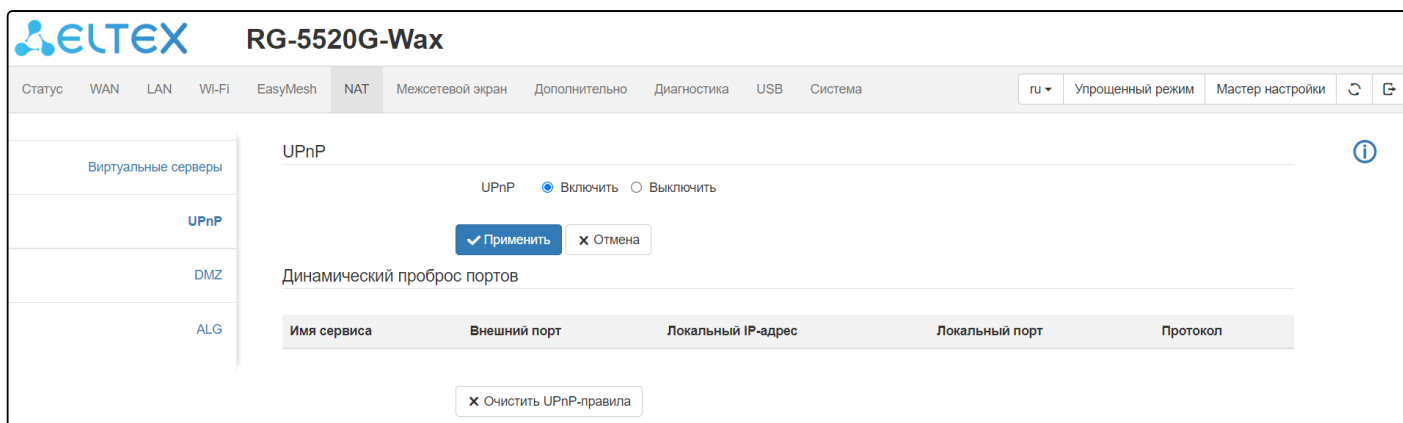 ELTEX RG-5520G-Wax
Статус WAN LAN Wi-Fi EasyMesh NAT Межсетевой экран Дополнительно Диагностика USB Система ru Упрощенный режим Мастер настройки
Виртуальные серверы
UPnP
DMZ
ALG
UPnP
UPnP Включить Выключить
Применить Отмена
Динамический проброс портов
Имя сервиса Внешний порт Локальный IP-адрес Локальный порт Протокол
Очистить UPnP-правила